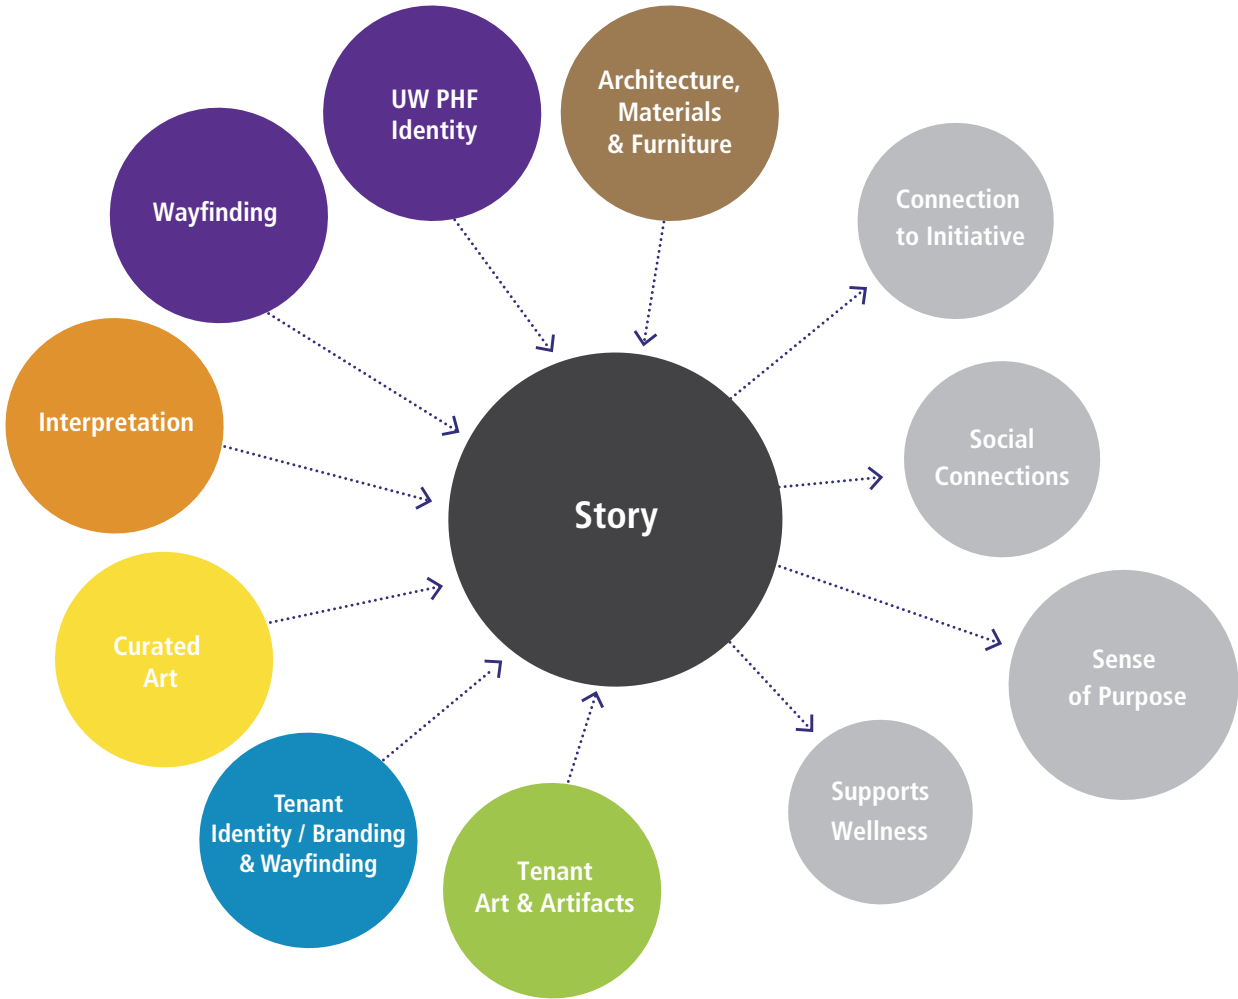 UW PHF
Identity
Architecture,
Materials
& Furniture
Wayfinding
Connection
to Initiative
Interpretation
Social
Connections
Story
Curated
Art
Sense
of Purpose
Tenant
Identity / Branding
& Wayfinding
Supports
Wellness
Tenant
Art & Artifacts